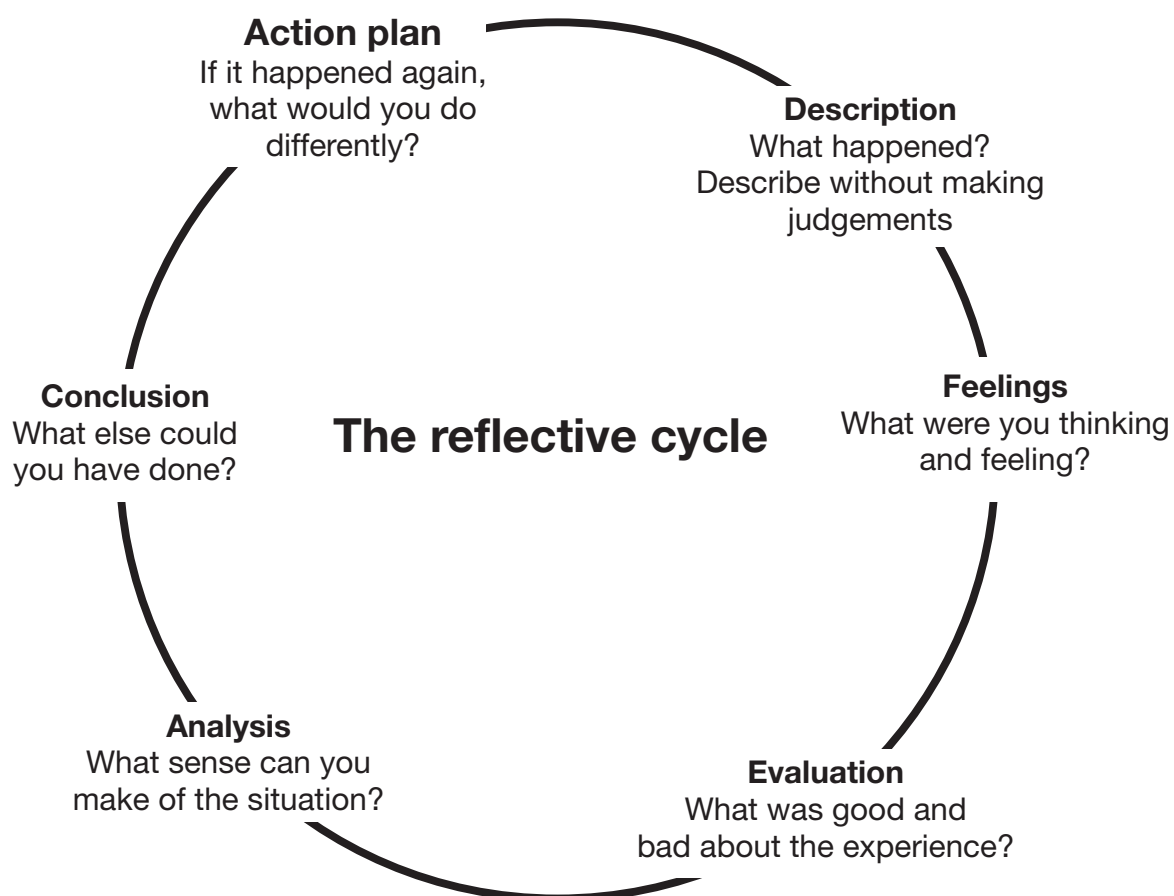 Action plan
If it happened again,
what would you do
differently?
Description
What happened?
Describe without making
judgements
Feelings
What were you thinking
and feeling?
Evaluation
What was good and
bad about the experience?
Analysis
What sense can you
make of the situation?
Conclusion
What else could
you have done?
The reflective cycle